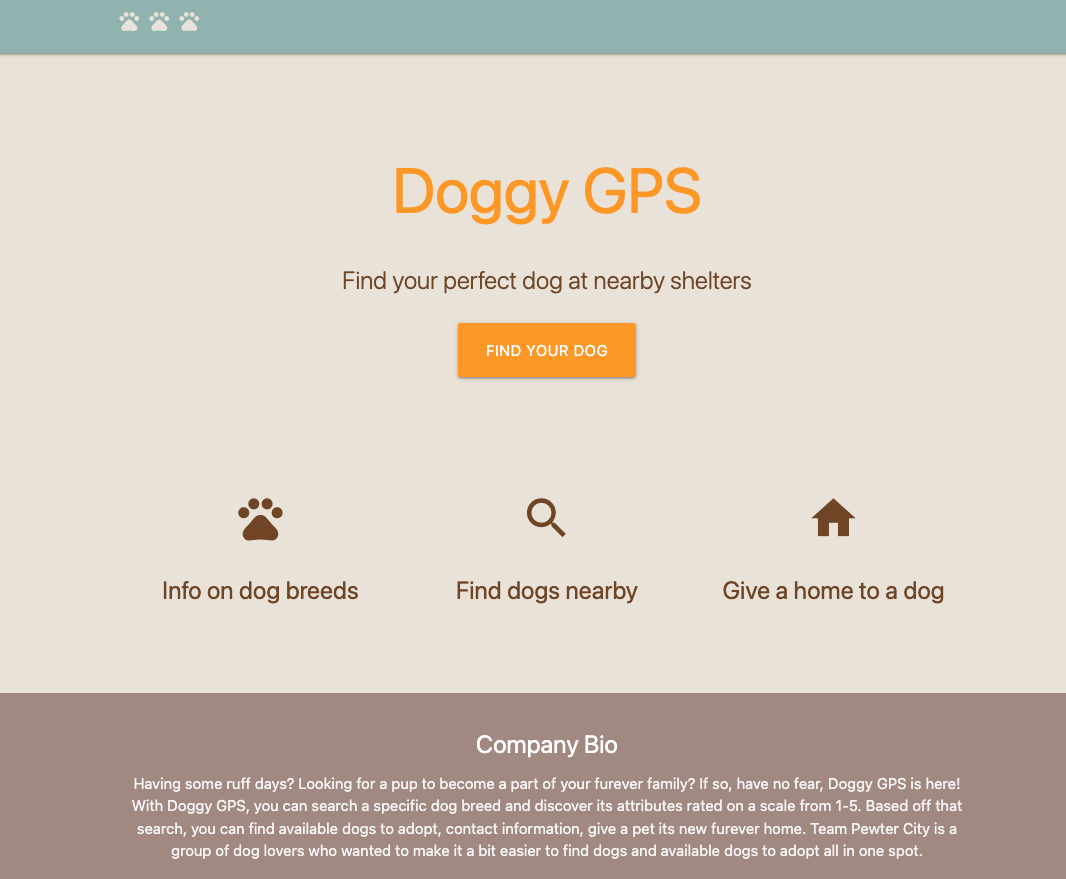 Doggy GPS
Find your perfect dog at nearby shelters
FIND YOUR DOG
Info on dog breeds
Find dogs nearby
Give a home to a dog
Company Bio
Having some ruff days? Looking for a pup to become a part of your furever family? If so, have no fear, Doggy GPS is here!
With Doggy GPS, you can search a specific dog breed and discover its attributes rated on a scale from 1-5. Based off that
search, you can find available dogs to adopt, contact information, give a pet its new furever home. Team Pewter City is a
group of dog lovers who wanted to make it a bit easier to find dogs and available dogs to adopt all in one spot.